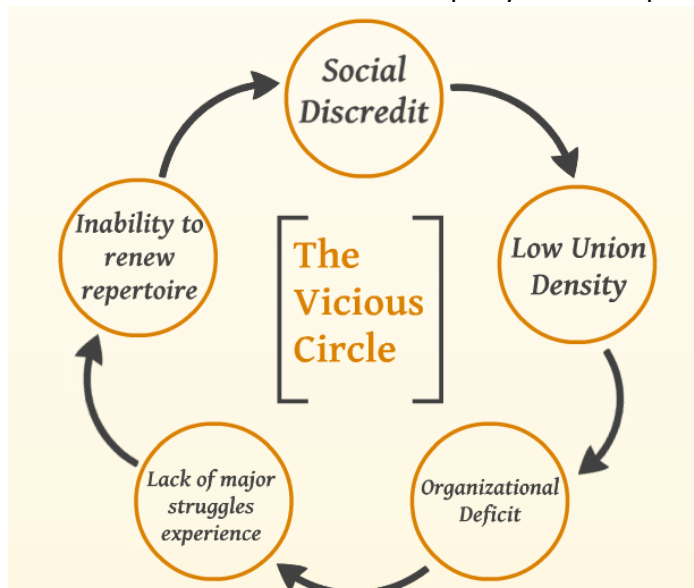 Social
Discredit
Low Union
Density
Organizational
Deficit
Lack of major
struggles
experience
Inability to
renew
repertoire
The
Vicious
Circle